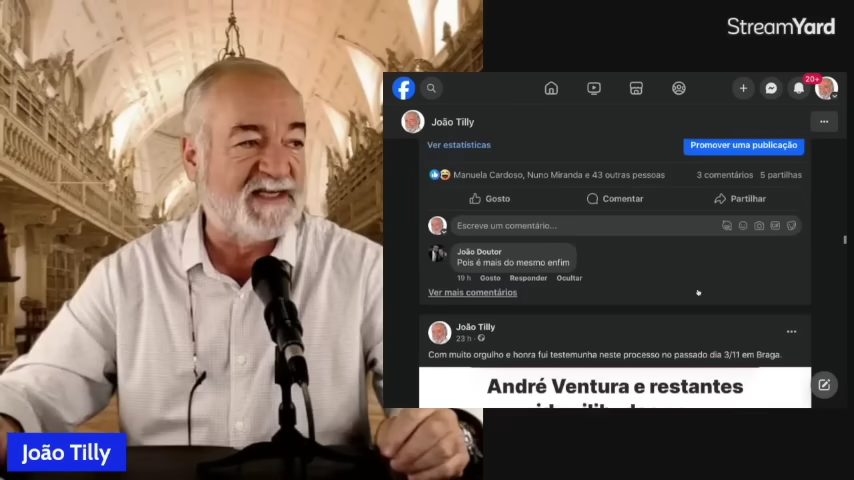 StreamYard
20+
João Tilly
Ver estatísticas
Promover uma publicação
Manuela Cardoso, Nuno Miranda e 43 outras pessoas
3 comentários 5 partilhas
Gosto
Comentar
Partilhar
Escreve um comentário...
João Doutor
Pois é mais do mesmo enfim
19 h Gosto Responder Ocultar
Ver mais comentários
João Tilly
23 h
Com muito orgulho e honra fui testemunha neste processo no passado dia 3/11 em Braga.
André Ventura e restantes
João Tilly